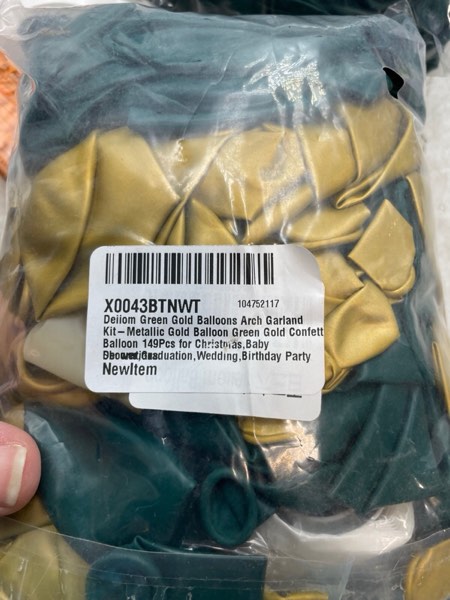 X0043BTNWT 104752117
Deiiom Green Gold Balloons Arch Garland
Kit-Metallic Gold Balloon Green Gold Confett
Balloon 149Pcs for Christmas,Baby
Shower,Graduation,Wedding,Birthday Party
NewItem